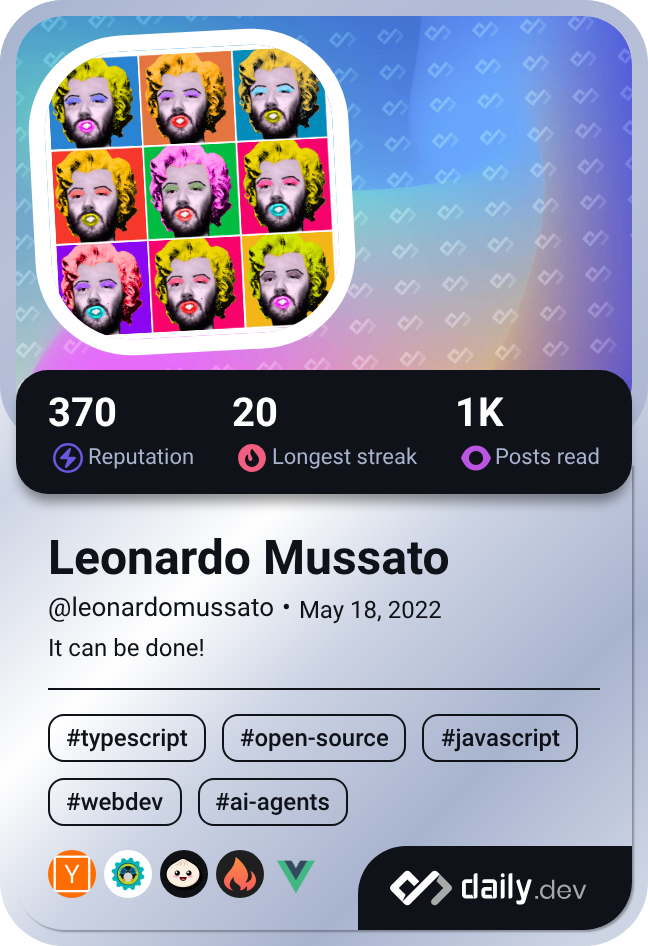 370 20 1K
Reputation Longest streak Posts read
Leonardo Mussato
@leonardomussato • May 18, 2022
It can be done!
#typescript #open-source #javascript
#webdev #ai-agents
Y daily.dev